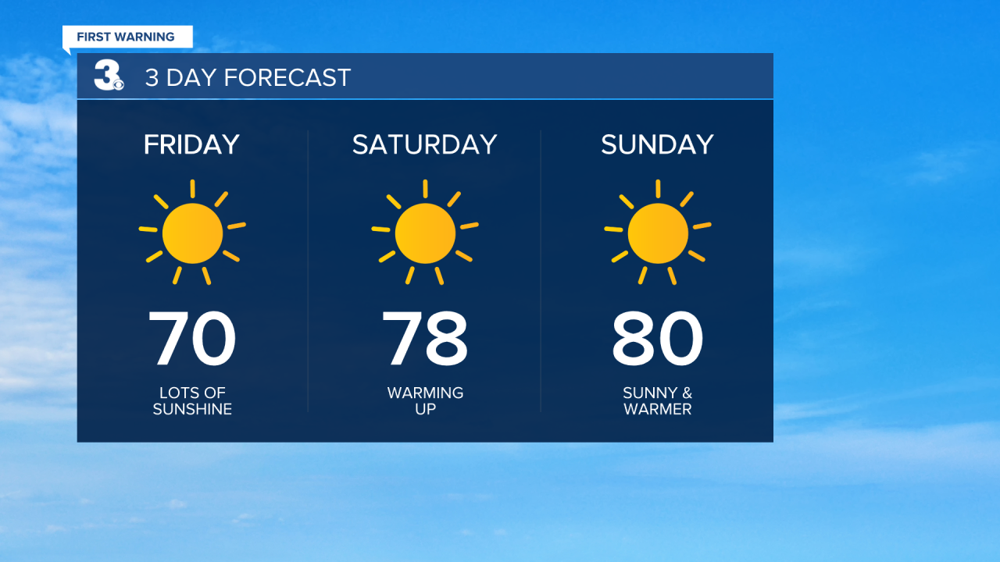 FIRST WARNING
3
3 DAY FORECAST
FRIDAY
70
LOTS OF
SUNSHINE
SATURDAY
78
WARMING
UP
SUNDAY
80
SUNNY &
WARMER